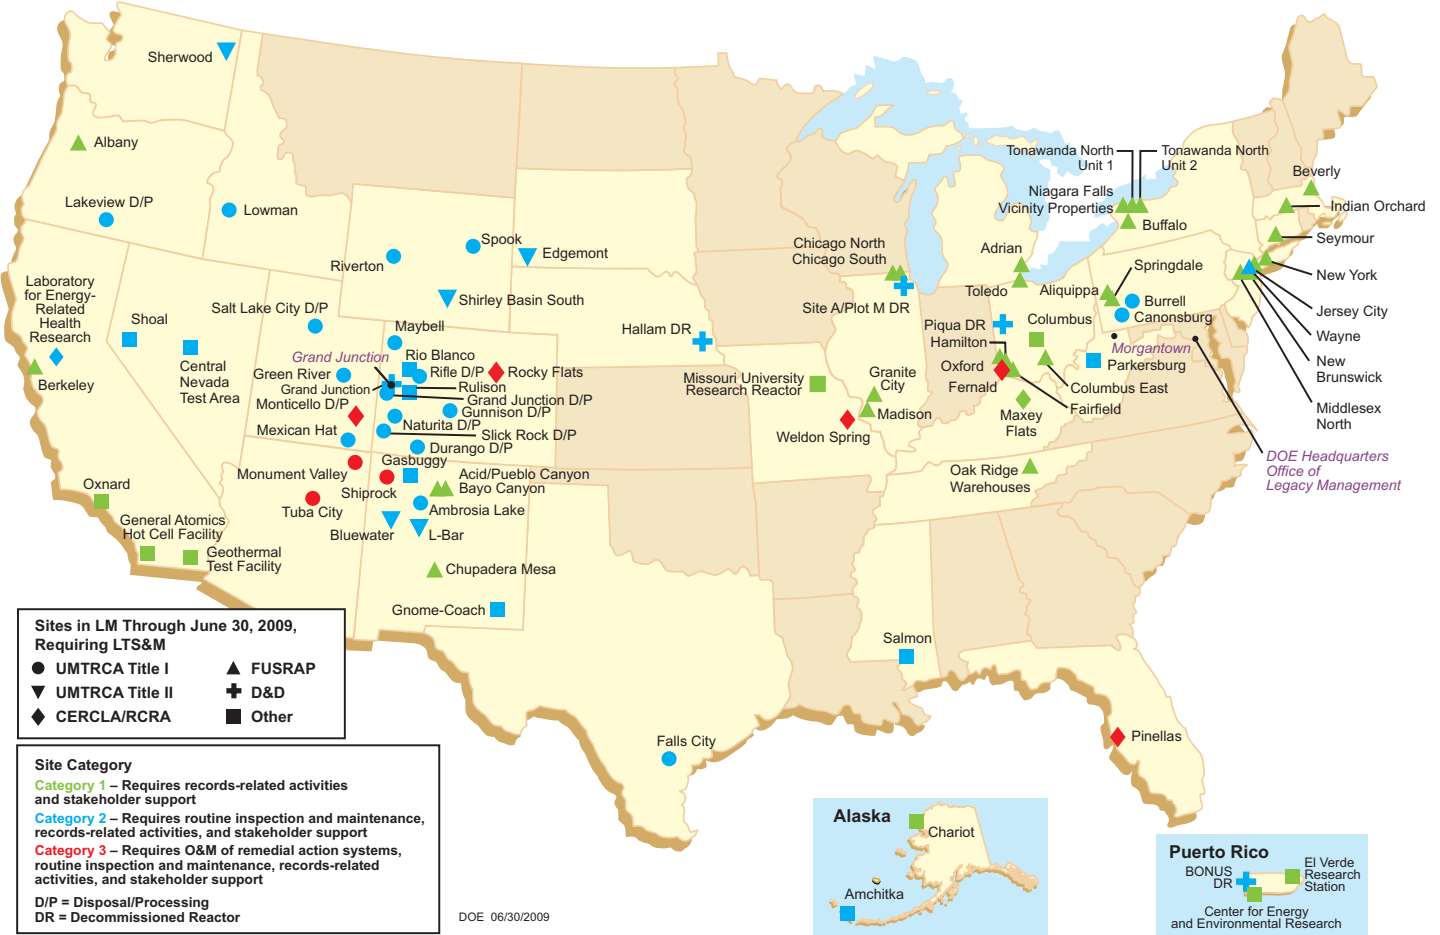 Sherwood
Albany
Lakeview D/P
Lowman
Laboratory
for Energy-
Related
Health
Research
Shoal
Berkeley
Central
Nevada
Test Area
Salt Lake City D/P
Riverton
Spook
Edgemont
Shirley Basin South
Maybell
Grand Junction
Rio Blanco
Green River
Rifle D/P
Rocky Flats
Grand Junction
Rulison
Monticello D/P
Grand Junction D/P
Gunnison D/P
Mexican Hat
Naturita D/P
Slick Rock D/P
Durango D/P
Gasbuggy
Monument Valley
Acid/Pueblo Canyon
Shiprock
Bayo Canyon
Tuba City
Ambrosia Lake
Bluewater
L-Bar
Oxnard
General Atomics
Hot Cell Facility
Geothermal
Test Facility
Chupadera Mesa
Gnome-Coach
Falls City
Hallam DR
Missouri University
Research Reactor
Weldon Spring
Granite
City
Madison
Chicago North
Chicago South
Site A/Plot M DR
Adrian
Toledo
Piqua DR
Hamilton
Oxford
Fernald
Columbus
Aliquippa
Springdale
Burrell
Canonsburg
Morgantown
Parkersburg
Columbus East
Fairfield
Maxey
Flats
Oak Ridge
Warehouses
Salmon
Pinellas
Tonawanda North
Unit 1
Tonawanda North
Unit 2
Niagara Falls
Vicinity Properties
Buffalo
Beverly
Indian Orchard
Seymour
New York
Jersey City
Wayne
New
Brunswick
Middlesex
North
DOE Headquarters
Office of
Legacy Management
Sites in LM Through June 30, 2009,
Requiring LTS&M
UMTRCA Title I
FUSRAP
UMTRCA Title II
D&D
CERCLA/RCRA
Other
Site Category
Category 1 – Requires records-related activities
and stakeholder support
Category 2 – Requires routine inspection and maintenance,
records-related activities, and stakeholder support
Category 3 – Requires O&M of remedial action systems,
routine inspection and maintenance, records-related
activities, and stakeholder support
D/P = Disposal/Processing
DR = Decommissioned Reactor
DOE 06/30/2009
Alaska
Chariot
Amchitka
Puerto Rico
BONUS
DR
El Verde
Research
Station
Center for Energy
and Environmental Research